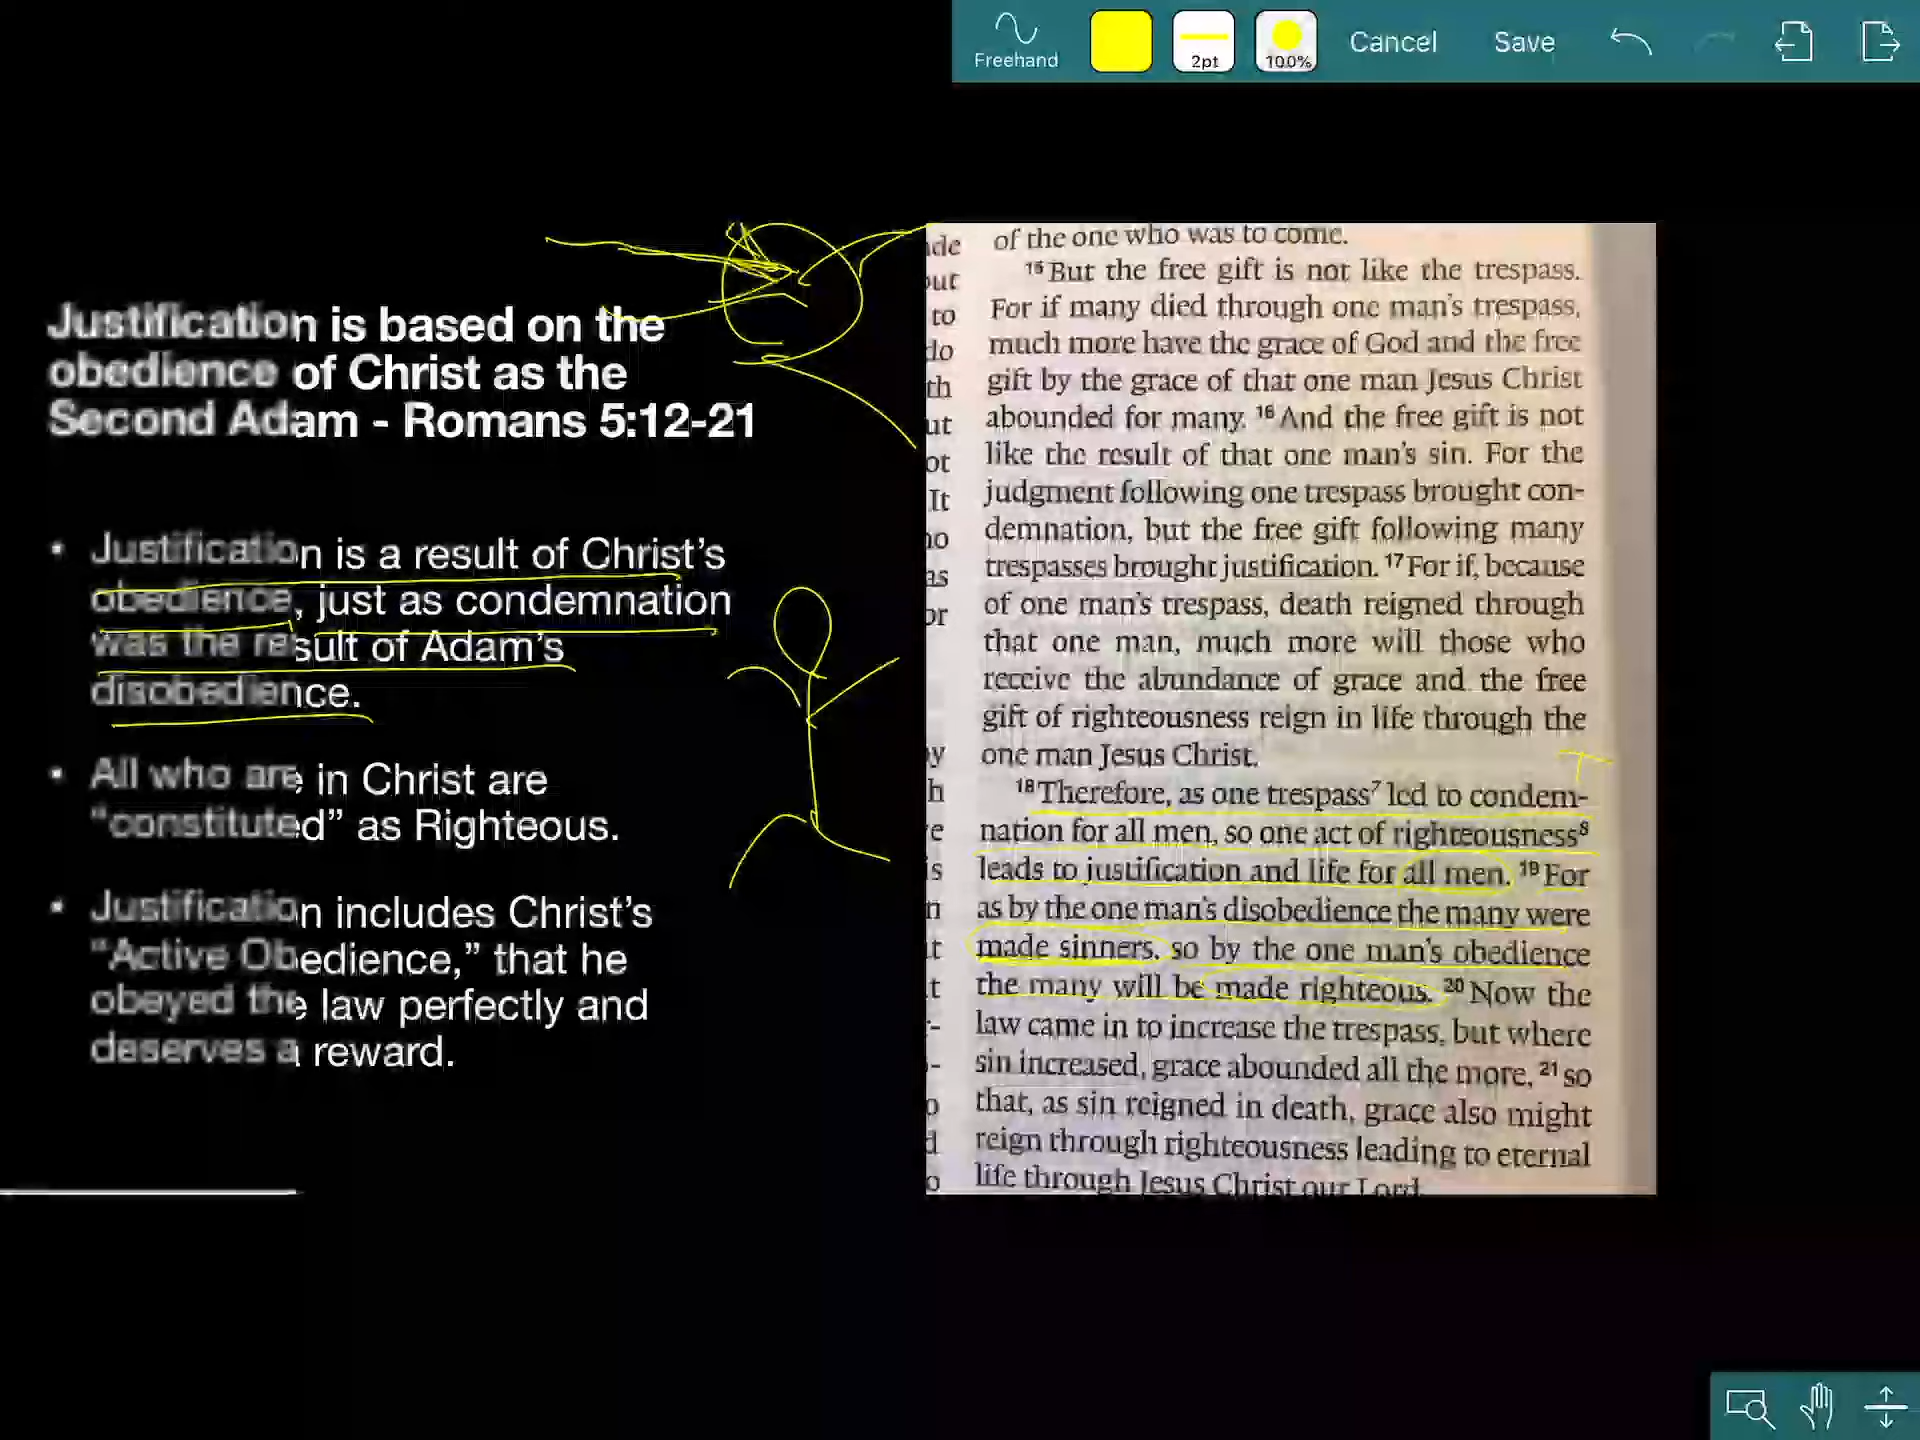 Freehand
2pt
100%
Cancel
Save
Justification is based on the
obedience of Christ as the
Second Adam - Romans 5:12-21
• Justification is a result of Christ's
obedience, just as condemnation
was the result of Adam's
disobedience.
• All who are in Christ are
"constituted" as Righteous.
• Justification includes Christ's
"Active Obedience," that he
obeyed the law perfectly and
deserves a reward.
of the one who was to come.
15 But the free gift is not like the trespass.
For if many died through one man's trespass,
much more have the grace of God and the free
gift by the grace of that one man Jesus Christ
abounded for many. 16 And the free gift is not
like the result of that one man's sin. For the
judgment following one trespass brought con-
demnation, but the free gift following many
trespasses brought justification. 17 For if, because
of one man's trespass, death reigned through
that one man, much more will those who
receive the abundance of grace and the free
gift of righteousness reign in life through the
one man Jesus Christ.
18 Therefore, as one trespass7 led to condem-
nation for all men, so one act of righteousness8
leads to justification and life for all men. 19 For
as by the one man's disobedience the many were
made sinners, so by the one man's obedience
the many will be made righteous. 20 Now the
law came in to increase the trespass, but where
sin increased, grace abounded all the more, 21 so
that, as sin reigned in death, grace also might
reign through righteousness leading to eternal
life through Jesus Christ our Lord.